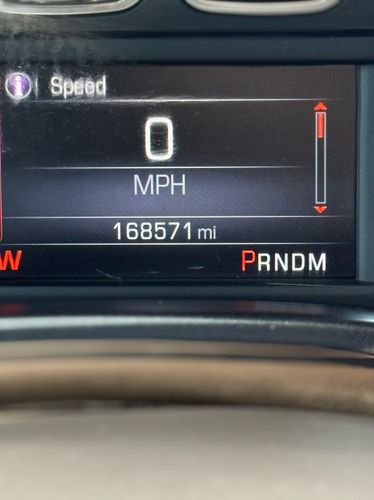 Speed
0
MPH
168571 mi
W
PRNDM